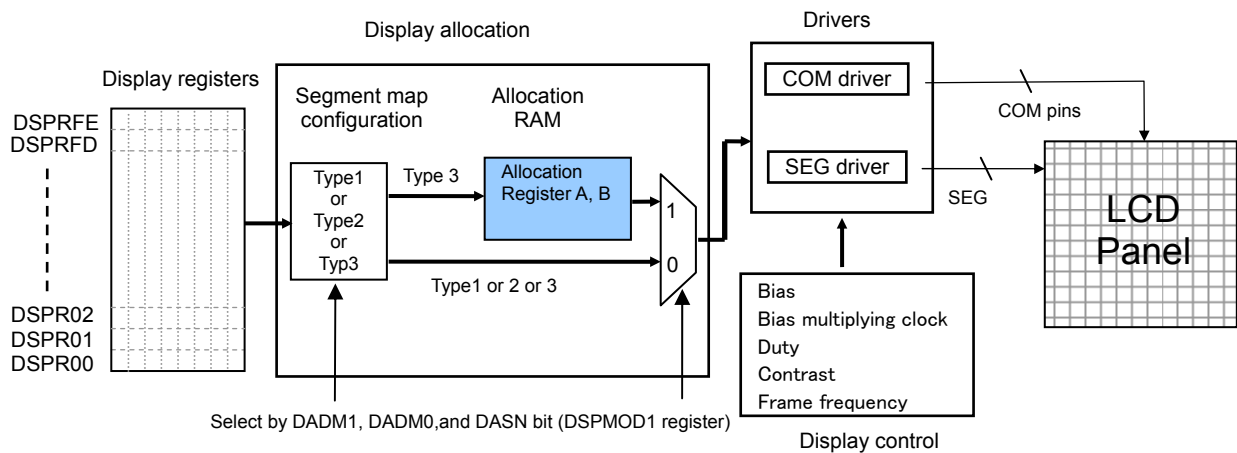 Display allocation
Drivers
Display registers
DSPRFE
DSPRFD
DSPR02
DSPR01
DSPR00
Segment map
configuration
Allocation
RAM
Type1
or
Type2
or
Typ3
Type 3
Allocation
Register A, B
1
0
Type1 or 2 or 3
Select by DADM1, DADM0,and DASN bit (DSPMOD1 register)
COM driver
SEG driver
COM pins
SEG
LCD
Panel
Bias
Bias multiplying clock
Duty
Contrast
Frame frequency
Display control